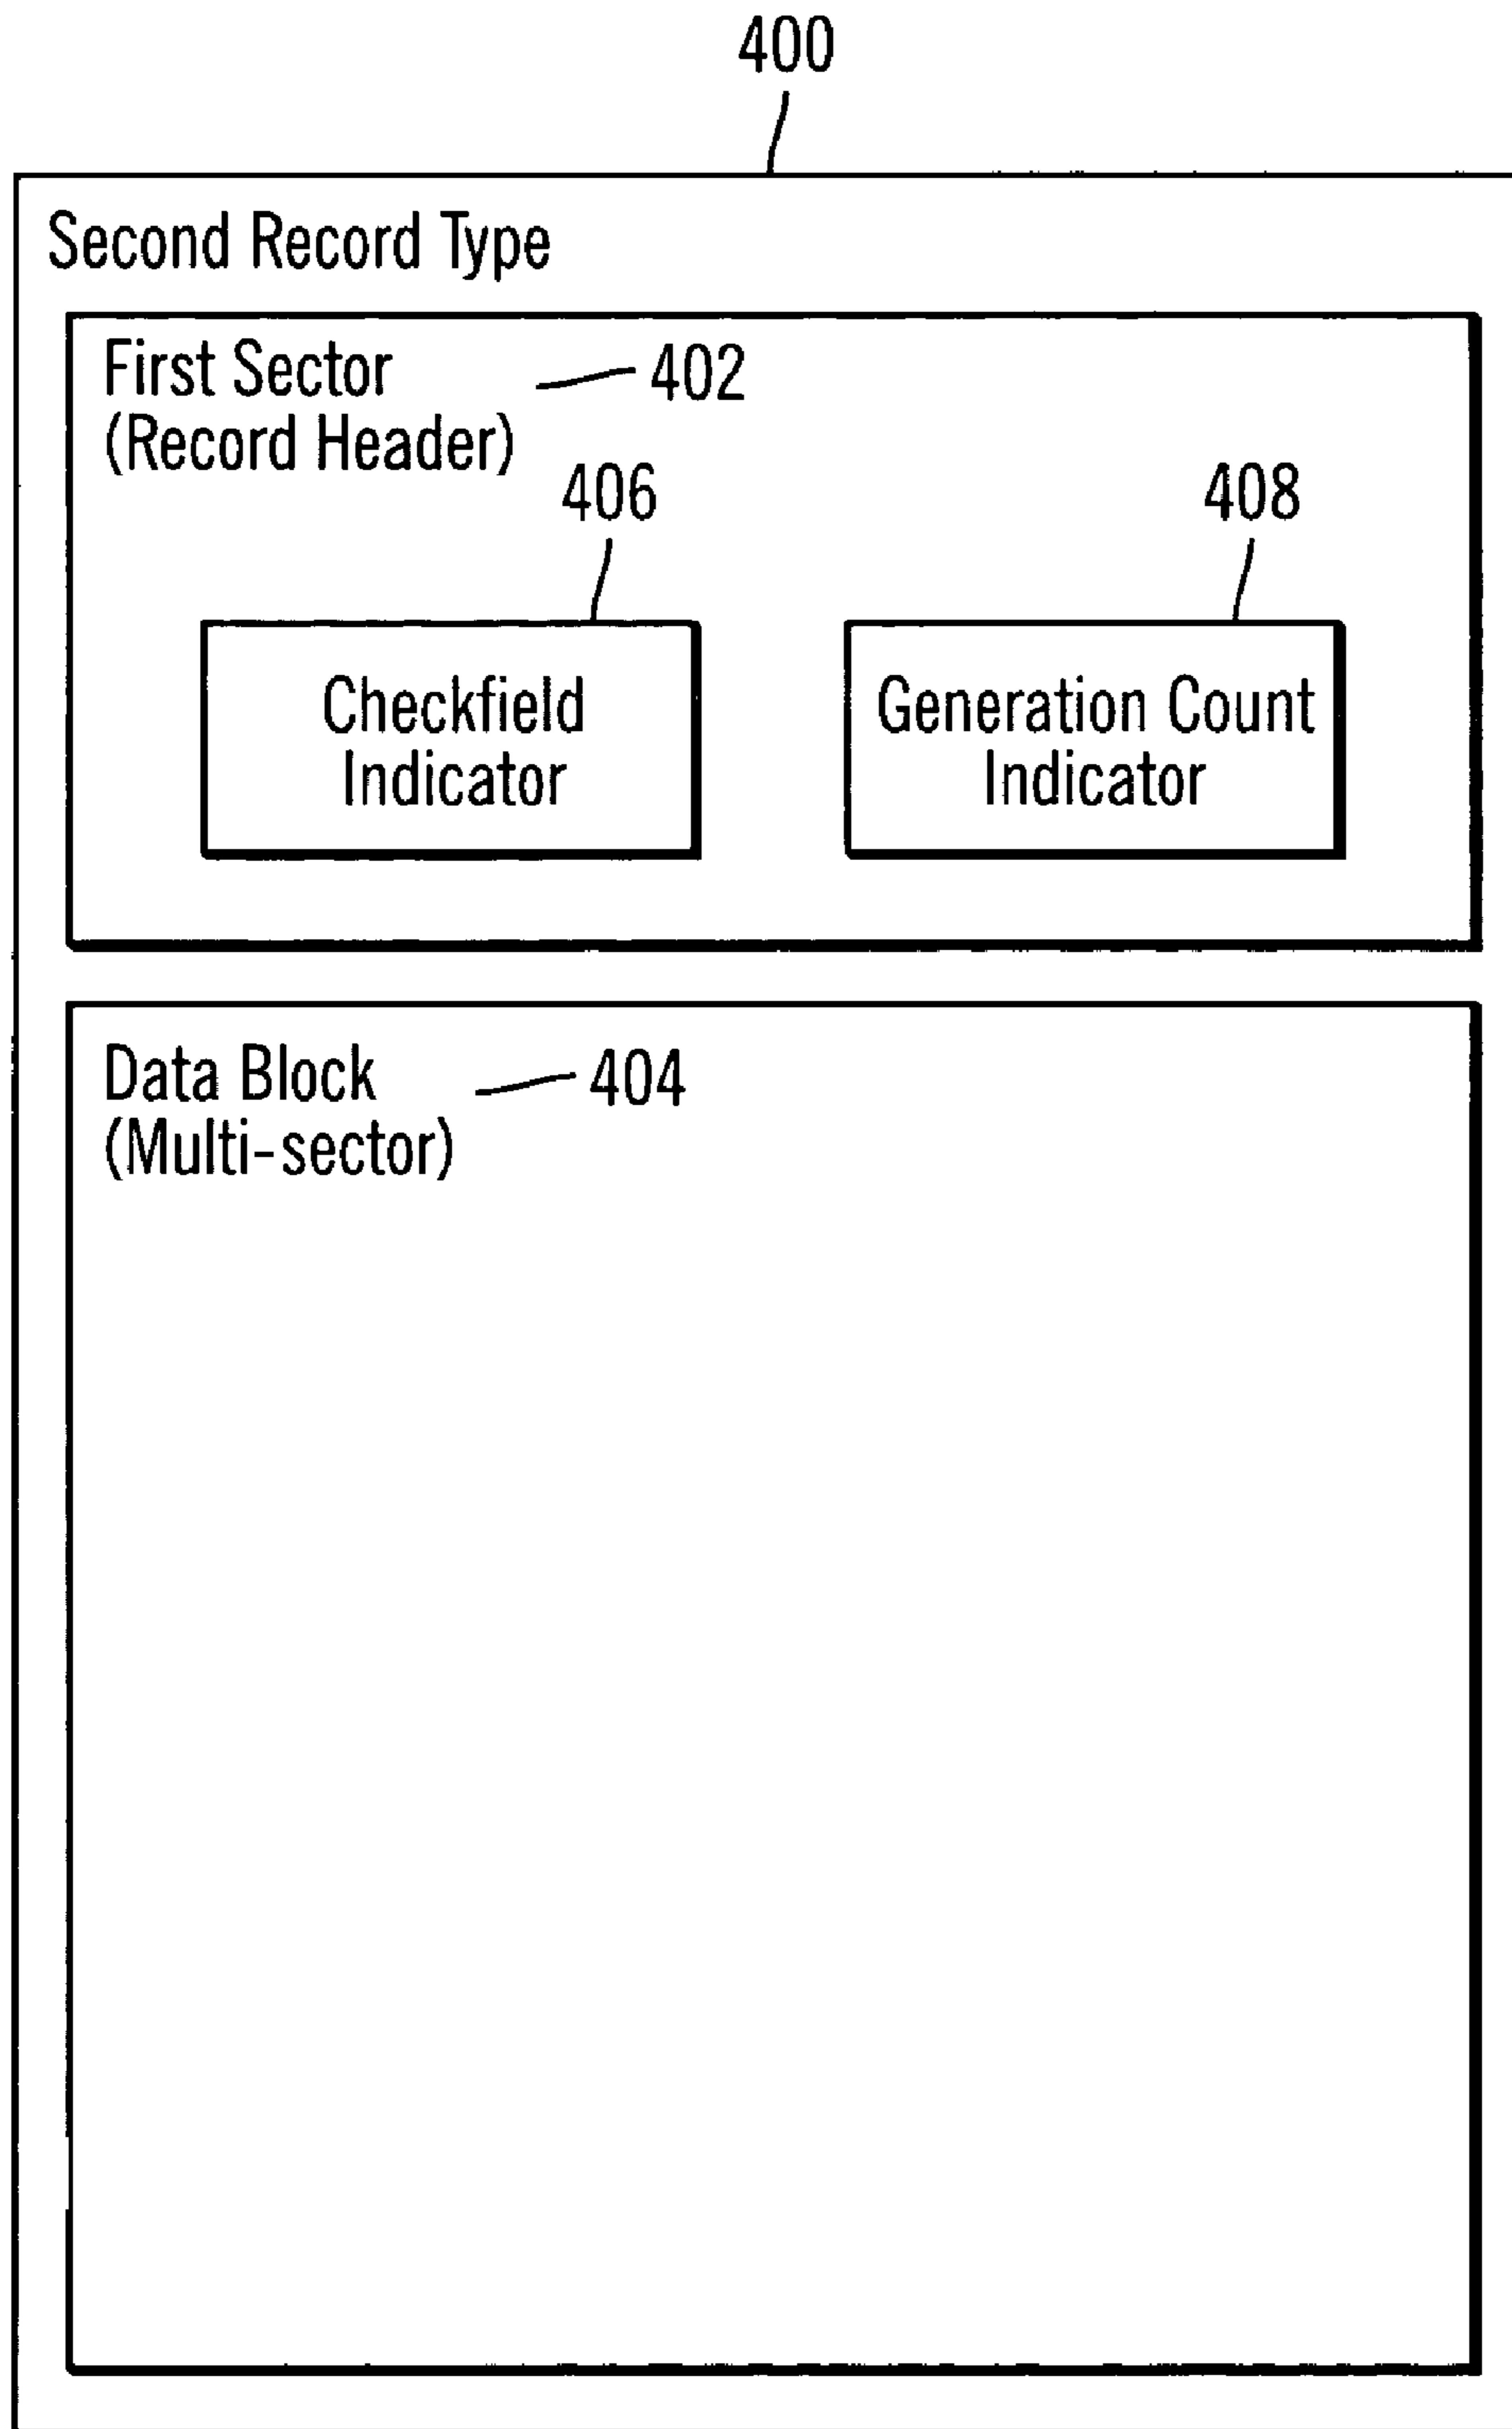 400
Second Record Type
First Sector 402
(Record Header)
406 408
Checkfield Generation Count
Indicator Indicator
Data Block 404
(Multi-sector)